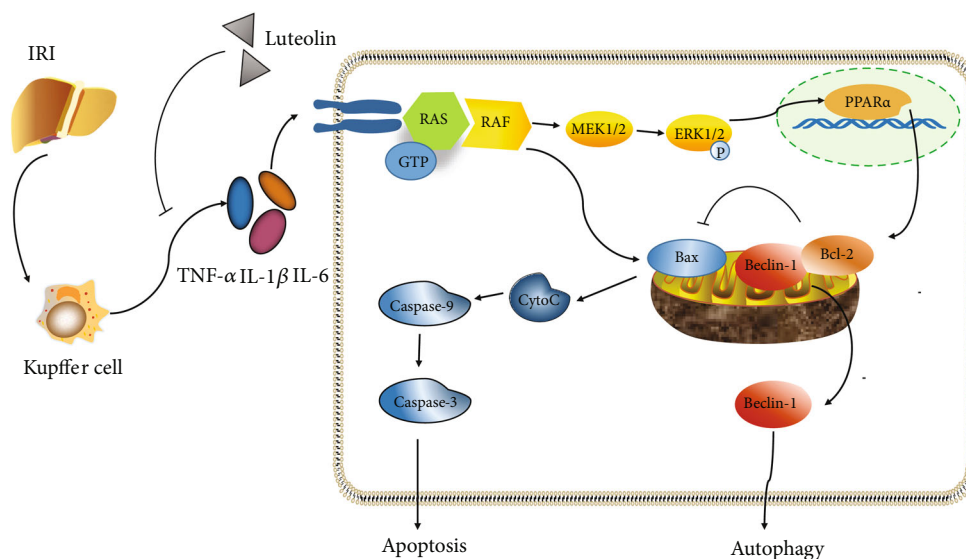 Luteolin
IRI
RAS
RAF
MEK1/2
ERK1/2
P
PPARα
GTP
TNF-α IL-1β IL-6
Bax
Beclin-1
Bcl-2
CytoC
Caspase-9
Kupffer cell
Caspase-3
Beclin-1
Apoptosis
Autophagy